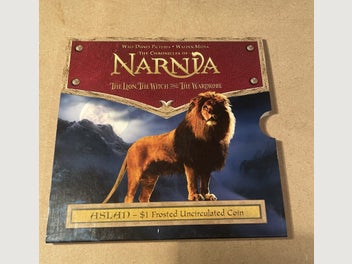 Walt Disney Pictures • Walden Media
The Chronicles of
NARNIA
The Lion, The Witch and The Wardrobe
ASLAN – $1 Frosted Uncirculated Coin